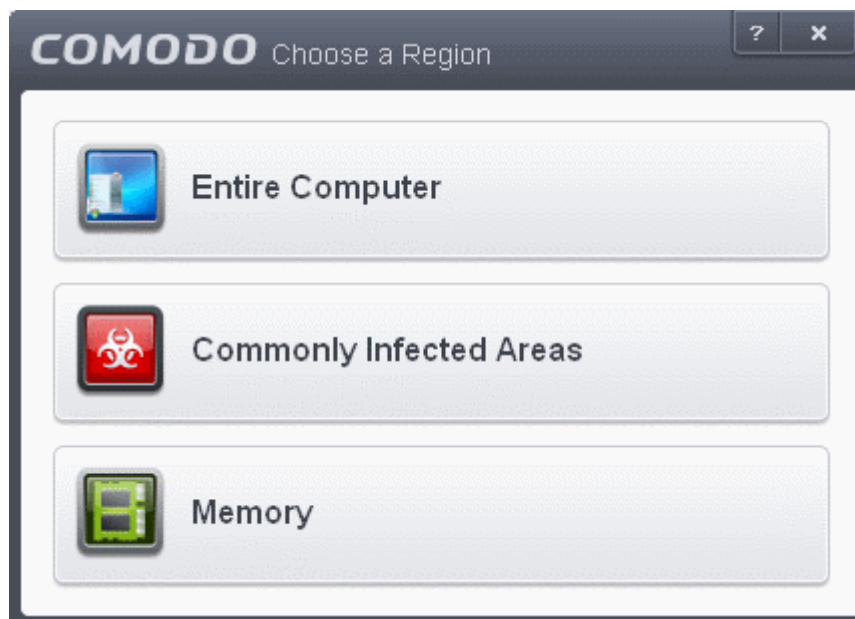 COMODO Choose a Region ? x
Entire Computer
Commonly Infected Areas
Memory